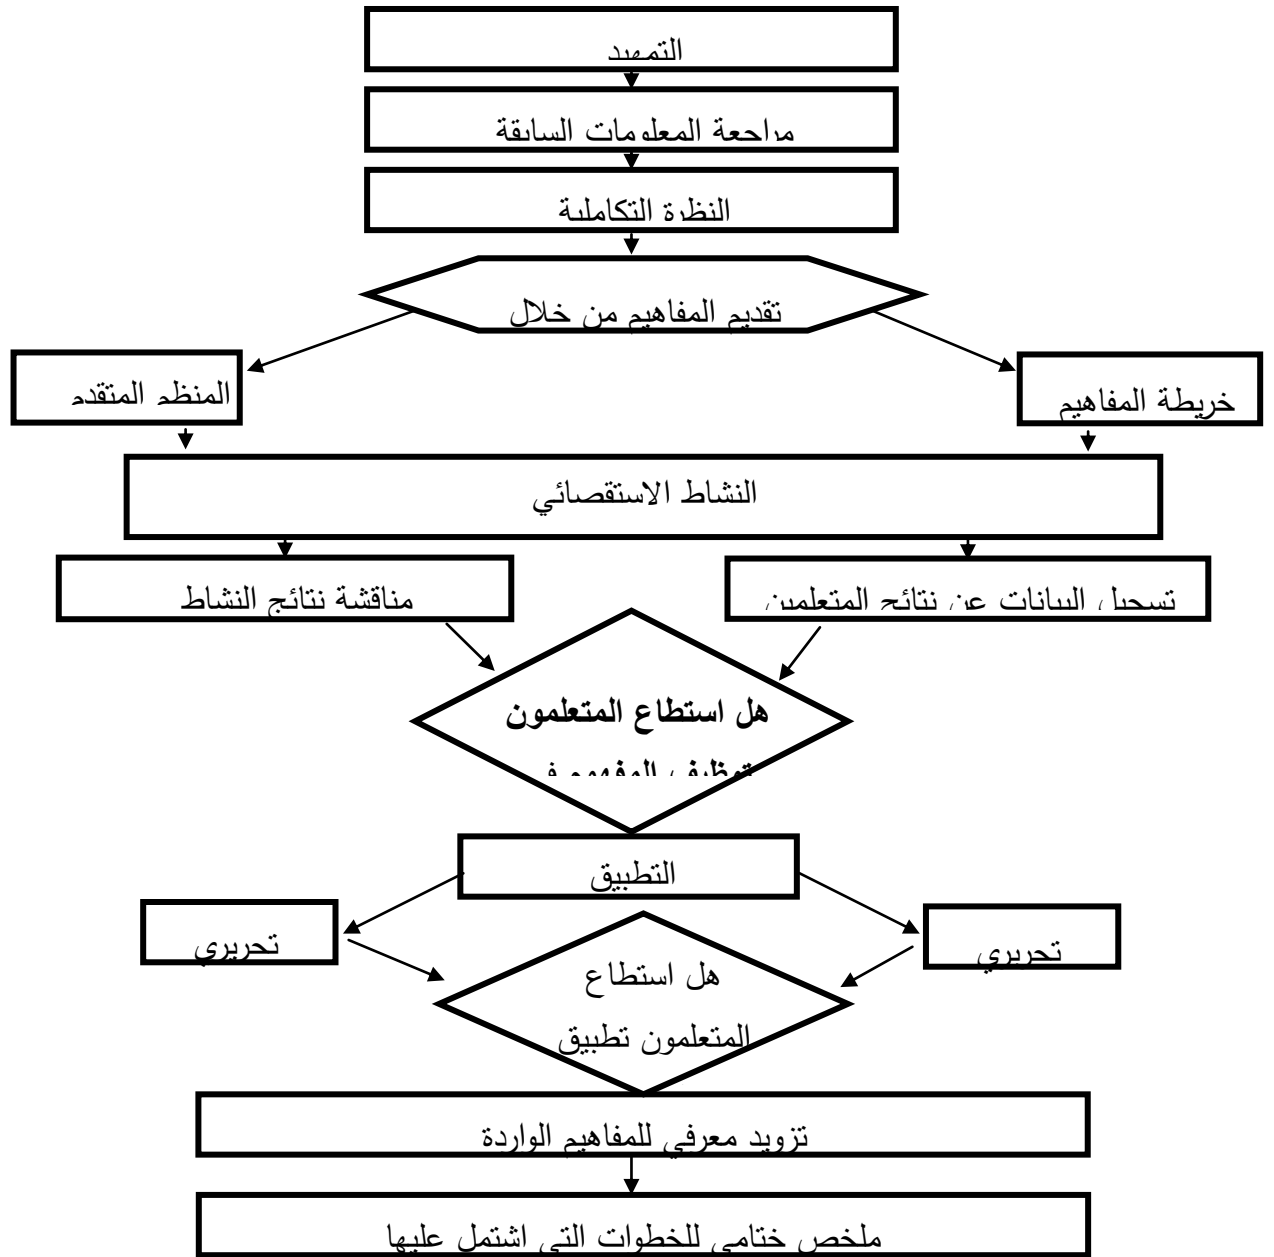 التمهيد
مراجعة المعلومات السابقة
النظرة التكاملية
تقديم المفاهيم من خلال
خريطة المفاهيم
المنظم المتقدم
النشاط الاستقصائي
تسجيل البيانات عن نتائج المتعلمين
مناقشة نتائج النشاط
هل استطاع المتعلمون
توظيف المفهوم
التطبيق
تحريري
تحريري
هل استطاع
المتعلمون تطبيق
تزويد معرفي للمفاهيم الواردة
ملخص ختامي للخطوات التي اشتمل عليها